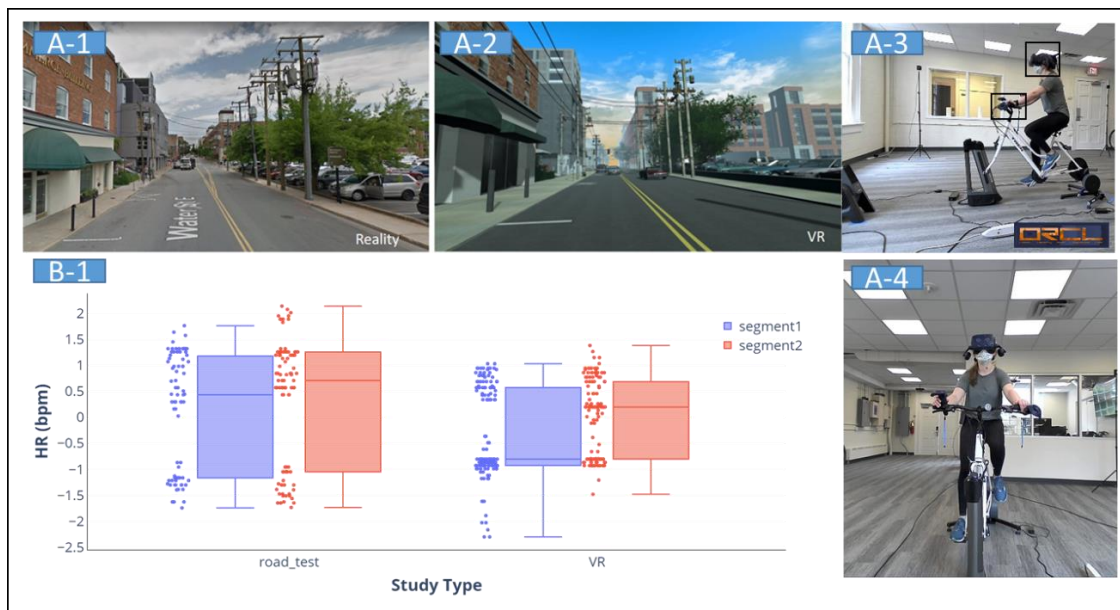 A-1
A-2
A-3
Water St E
Reality
VR
ORCL
B-1
A-4
HR (bpm)
2
1.5
1
0.5
0
−0.5
−1
−1.5
−2
−2.5
segment1
segment2
road_test
VR
Study Type